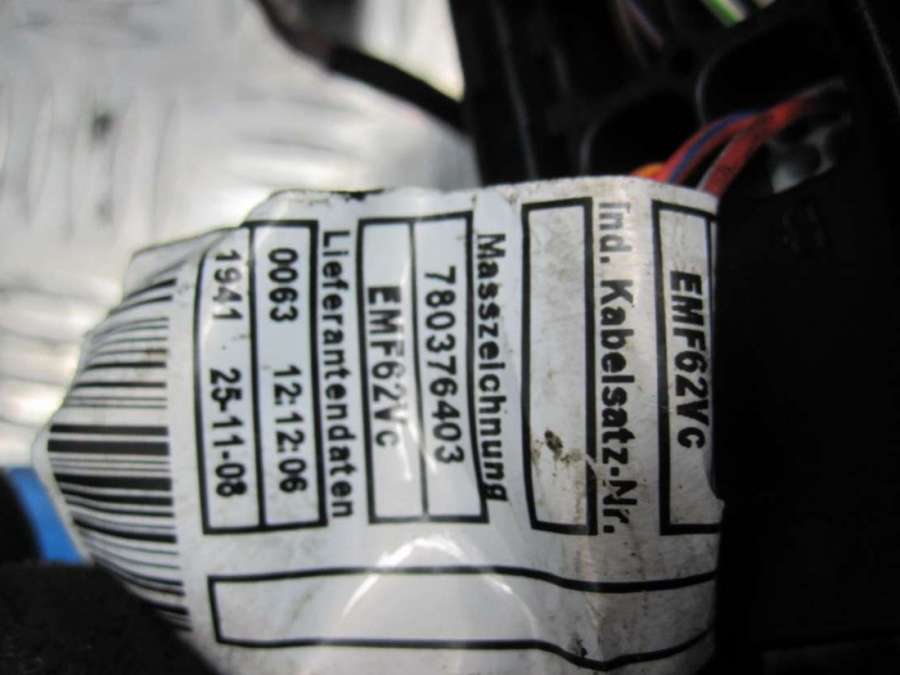 EMF62Vc
Ind. Kabelsatz-Nr.
Masszeichnung
780376403
EMF62Vc
Lieferantendaten
0063 12:12:06
1941 25-11-08